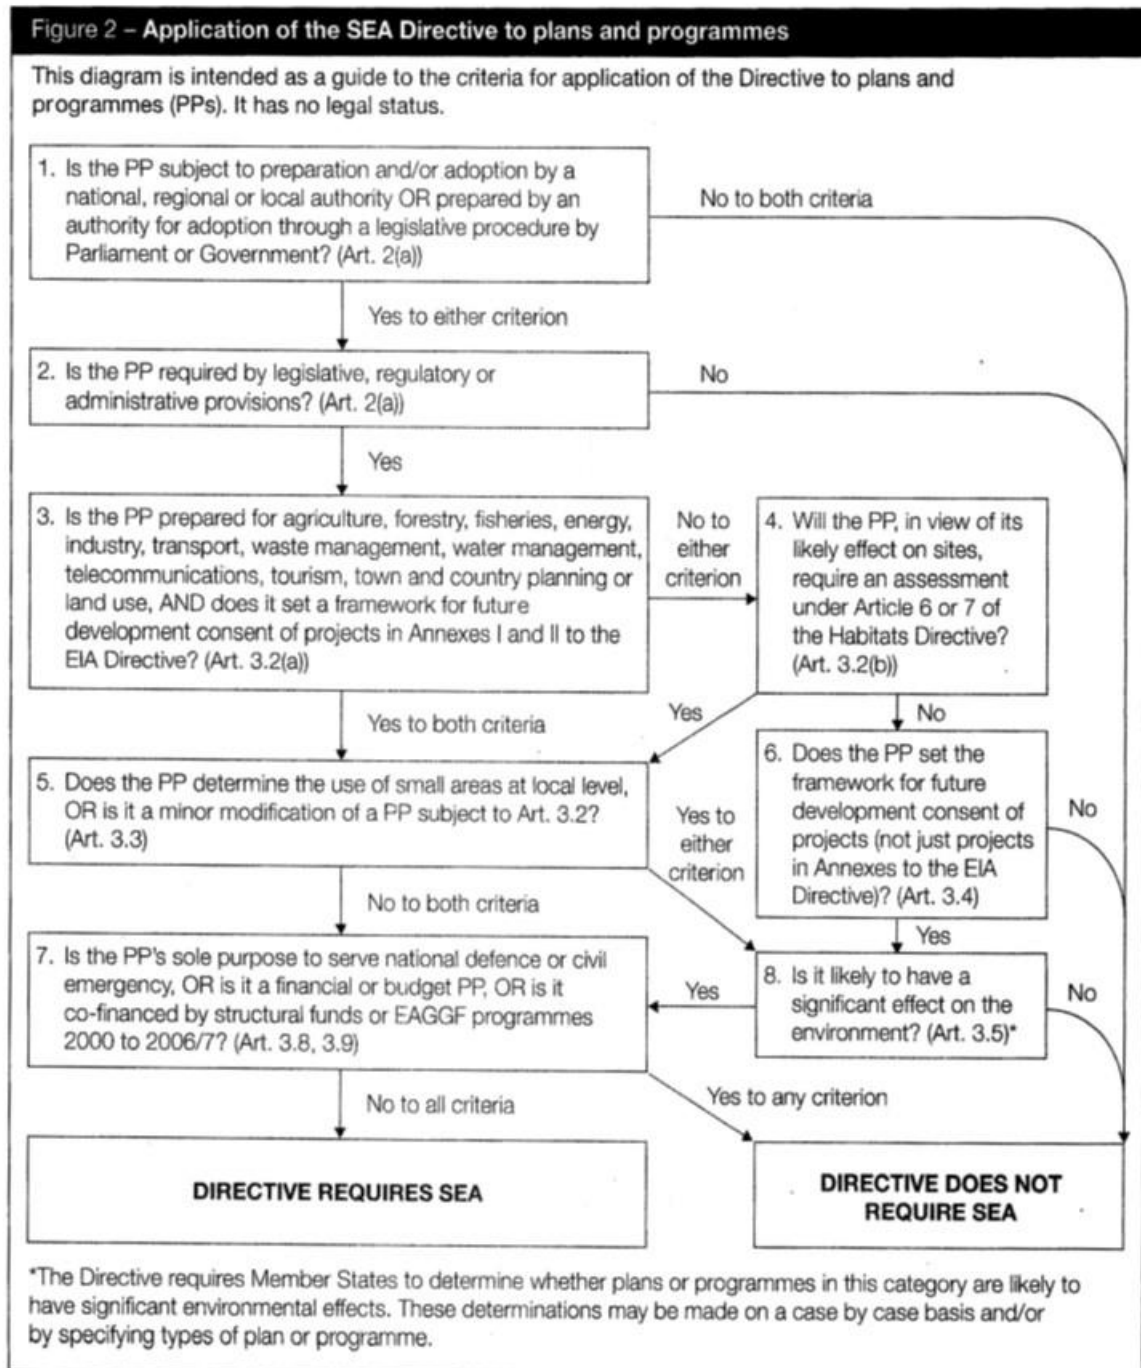 Figure 2 – Application of the SEA Directive to plans and programmes
This diagram is intended as a guide to the criteria for application of the Directive to plans and
programmes (PPs). It has no legal status.
1. Is the PP subject to preparation and/or adoption by a
national, regional or local authority OR prepared by an
authority for adoption through a legislative procedure by
Parliament or Government? (Art. 2(a))
No to both criteria
Yes to either criterion
2. Is the PP required by legislative, regulatory or
administrative provisions? (Art. 2(a))
No
Yes
3. Is the PP prepared for agriculture, forestry, fisheries, energy,
industry, transport, waste management, water management,
telecommunications, tourism, town and country planning or
land use, AND does it set a framework for future
development consent of projects in Annexes I and II to the
EIA Directive? (Art. 3.2(a))
No to
either
criterion
4. Will the PP, in view of its
likely effect on sites,
require an assessment
under Article 6 or 7 of
the Habitats Directive?
(Art. 3.2(b))
Yes to both criteria
Yes
No
5. Does the PP determine the use of small areas at local level,
OR is it a minor modification of a PP subject to Art. 3.2?
(Art. 3.3)
Yes to
either
criterion
6. Does the PP set the
framework for future
development consent of
projects (not just projects
in Annexes to the EIA
Directive)? (Art. 3.4)
No
No to both criteria
Yes
7. Is the PP's sole purpose to serve national defence or civil
emergency, OR is it a financial or budget PP, OR is it
co-financed by structural funds or EAGGF programmes
2000 to 2006/7? (Art. 3.8, 3.9)
Yes
8. Is it likely to have a
significant effect on the
environment? (Art. 3.5)*
No
No to all criteria
Yes to any criterion
DIRECTIVE REQUIRES SEA
DIRECTIVE DOES NOT
REQUIRE SEA
*The Directive requires Member States to determine whether plans or programmes in this category are likely to
have significant environmental effects. These determinations may be made on a case by case basis and/or
by specifying types of plan or programme.